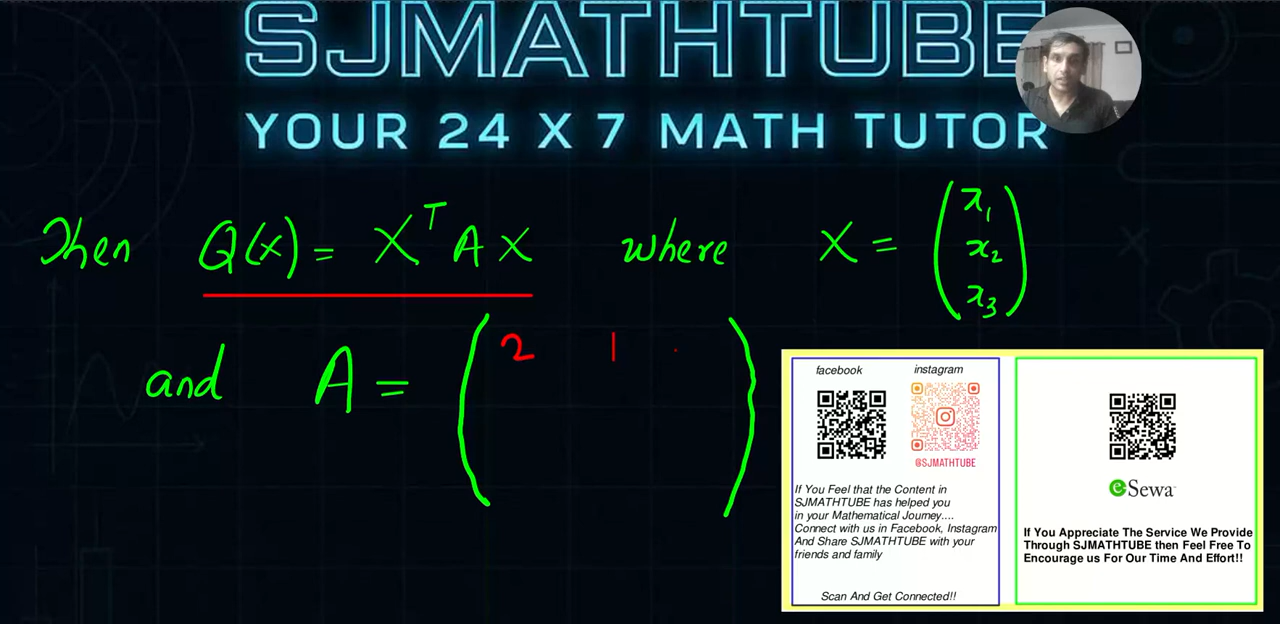 SJMATHTUBE
YOUR 24 X 7 MATH TUTOR
Then Q(x) = X^T A X where X = (x₁ x₂ x₃)
and A = ( 2 1 )
facebook instagram
@SJMATHTUBE
eSewa
If You Feel that the Content in
SJMATHTUBE has helped you
in your Mathematical Journey....
Connect with us in Facebook, Instagram
And Share SJMATHTUBE with your
friends and family
Scan And Get Connected!!
If You Appreciate The Service We Provide
Through SJMATHTUBE then Feel Free To
Encourage us For Our Time And Effort!!